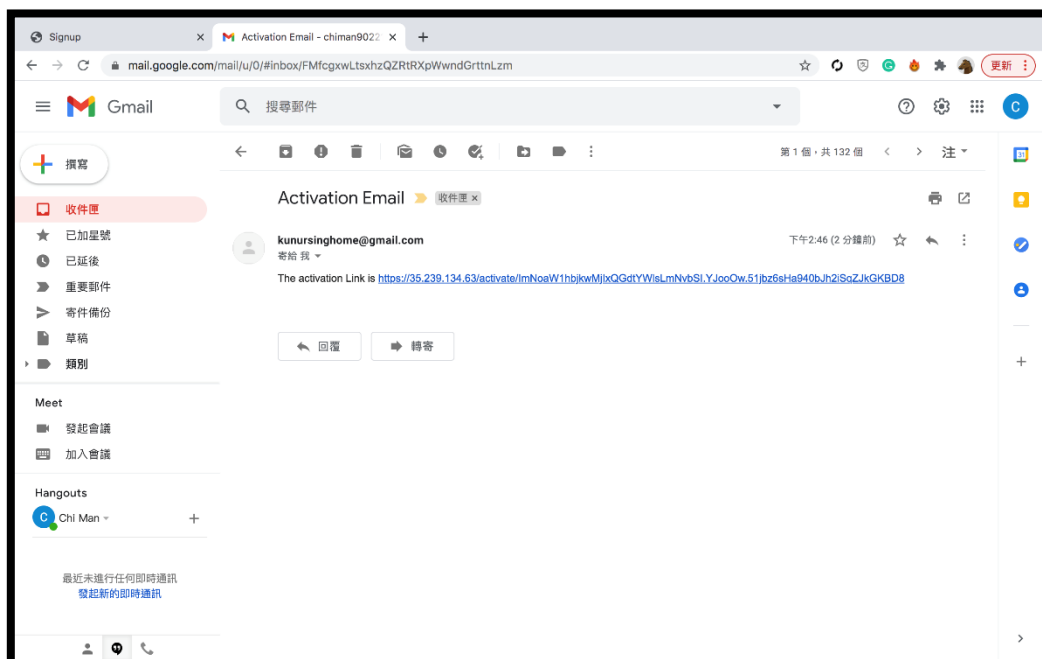 Signup
Activation Email - chiman9022
mail.google.com/mail/u/0/#inbox/FMfcgxwLtsxhzQZRtRXpWwndGrttnLzm
更新
Gmail
搜尋郵件
C
撰寫
第 1 個，共 132 個
注
31
Activation Email
收件匣 ×
收件匣
已加星號
kunursinghome@gmail.com
下午2:46 (2 分鐘前)
寄給 我
已延後
The activation Link is https://35.239.134.63/activate/ImNoaW1hbjkwMjIxQGdtYWlsLmNvbSI.YJooOw.51jbz6sHa940bJh2iSqZJkGKBD8
重要郵件
寄件備份
草稿
回覆
轉寄
類別
Meet
發起會議
加入會議
Hangouts
C
Chi Man
最近未進行任何即時通訊
發起新的即時通訊